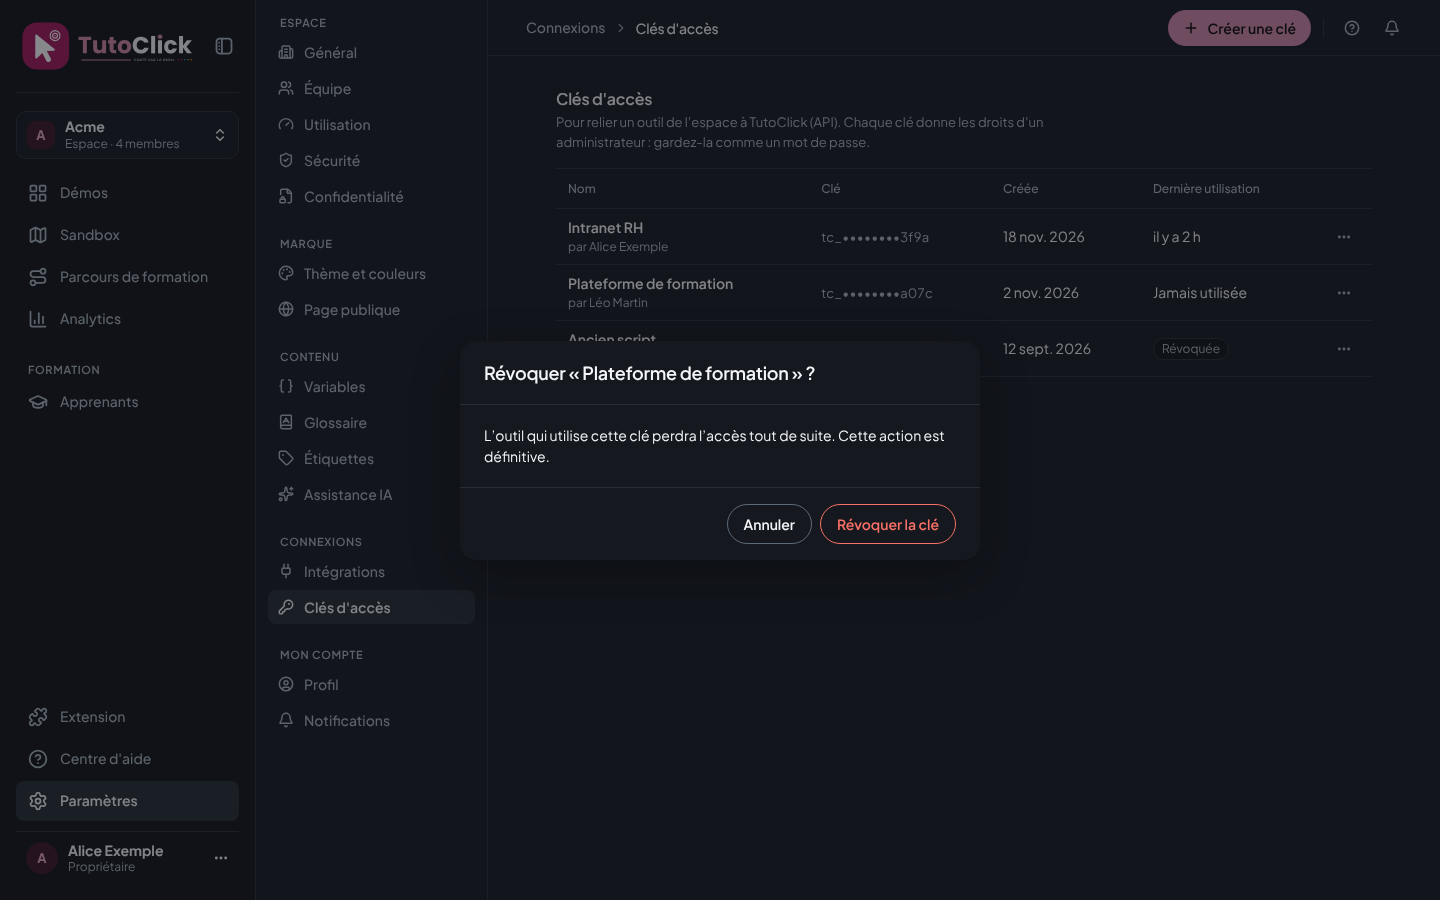 TutoClick
Acme
Espace · 4 membres
Démos
Sandbox
Parcours de formation
Analytics
FORMATION
Apprenants
Extension
Centre d'aide
Paramètres
Alice Exemple
Propriétaire
ESPACE
Général
Équipe
Utilisation
Sécurité
Confidentialité
MARQUE
Thème et couleurs
Page publique
CONTENU
Variables
Glossaire
Étiquettes
Assistance IA
CONNEXIONS
Intégrations
Clés d'accès
MON COMPTE
Profil
Notifications
Connexions > Clés d'accès
+ Créer une clé
Clés d'accès
Pour relier un outil de l'espace à TutoClick (API). Chaque clé donne les droits d'un
administrateur : gardez-la comme un mot de passe.
Nom Clé Créée Dernière utilisation
Intranet RH
par Alice Exemple
tc_••••••••3f9a 18 nov. 2026 il y a 2 h
Plateforme de formation
par Léo Martin
tc_••••••••a07c 2 nov. 2026 Jamais utilisée
Ancien script
12 sept. 2026 Révoquée
Révoquer « Plateforme de formation » ?
L'outil qui utilise cette clé perdra l'accès tout de suite. Cette action est
définitive.
Annuler Révoquer la clé
A
A